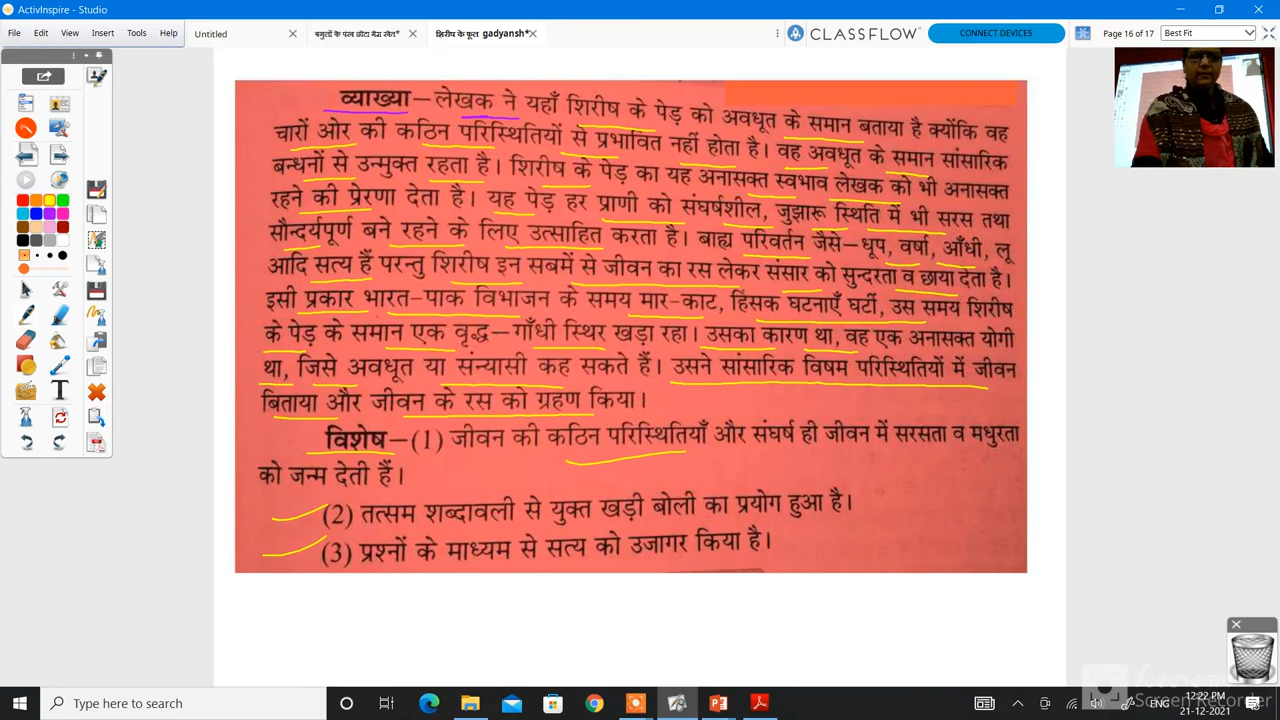 ActivInspire - Studio
File Edit View Insert Tools Help
Untitled
बगुलों के पंख छोटा मेरा खेत*
शिरीष के फूल gadyansh*
CLASSFLOW
CONNECT DEVICES
Page 16 of 17
Best Fit
व्याख्या–लेखक ने यहाँ शिरीष के पेड़ को अवधूत के समान बताया है क्योंकि वह
चारों ओर की कठिन परिस्थितियों से प्रभावित नहीं होता है। वह अवधूत के समान सांसारिक
बन्धनों से उन्मुक्त रहता है। शिरीष के पेड़ का यह अनासक्त स्वभाव लेखक को भी अनासक्त
रहने की प्रेरणा देता है। यह पेड़ हर प्राणी को संघर्षशील, जुझारू स्थिति में भी सरस तथा
सौन्दर्यपूर्ण बने रहने के लिए उत्साहित करता है। बाह्य परिवर्तन जैसे–धूप, वर्षा, आँधी, लू
आदि सत्य हैं परन्तु शिरीष इन सबमें से जीवन का रस लेकर संसार को सुन्दरता व छाया देता है।
इसी प्रकार भारत-पाक विभाजन के समय मार-काट, हिंसक घटनाएँ घटीं, उस समय शिरीष
के पेड़ के समान एक वृद्ध–गाँधी स्थिर खड़ा रहा। उसका कारण था, वह एक अनासक्त योगी
था, जिसे अवधूत या संन्यासी कह सकते हैं। उसने सांसारिक विषम परिस्थितियों में जीवन
बिताया और जीवन के रस को ग्रहण किया।
विशेष–(1) जीवन की कठिन परिस्थितियाँ और संघर्ष ही जीवन में सरसता व मधुरता
को जन्म देती हैं।
(2) तत्सम शब्दावली से युक्त खड़ी बोली का प्रयोग हुआ है।
(3) प्रश्नों के माध्यम से सत्य को उजागर किया है।
Screen Recorder
Type here to search
ENG
12:22 PM
21-12-2021